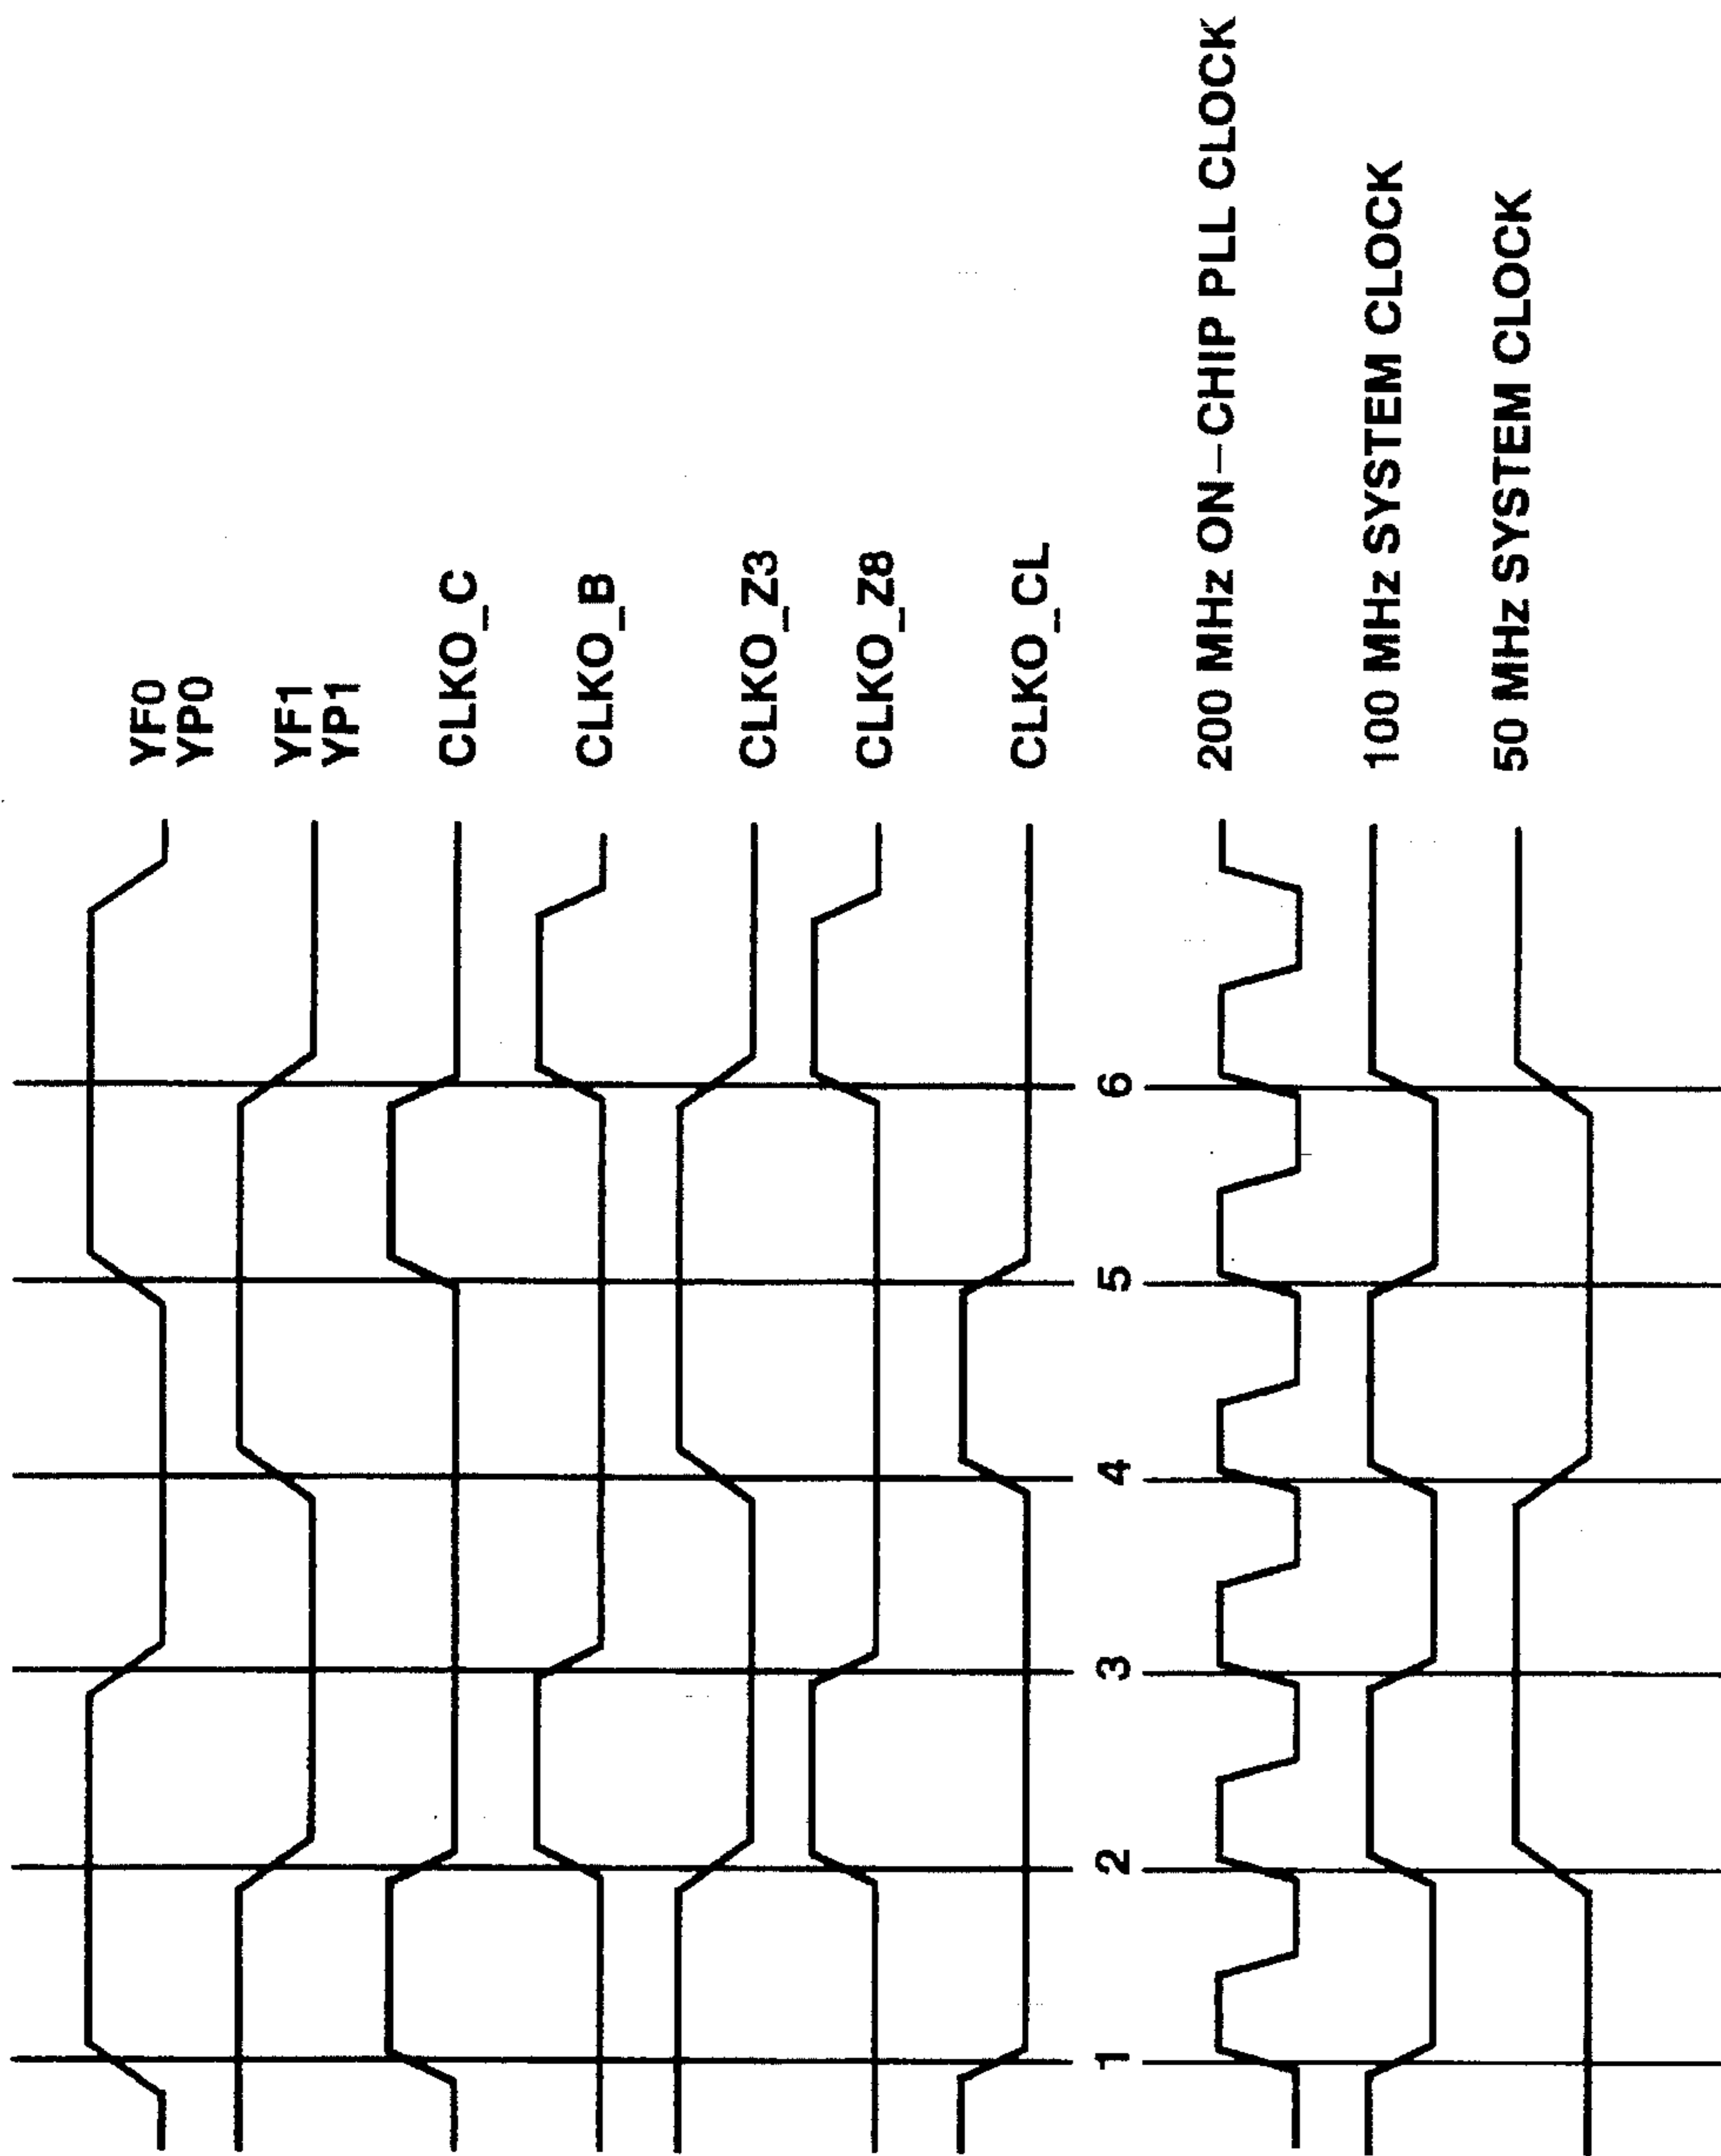 YF0
YP0
YF1
YP1
CLKO_C
CLKO_B
CLKO_Z3
CLKO_Z8
CLKO_CL
1 2 3 4 5 6
200 MHz ON-CHIP PLL CLOCK
100 MHz SYSTEM CLOCK
50 MHz SYSTEM CLOCK